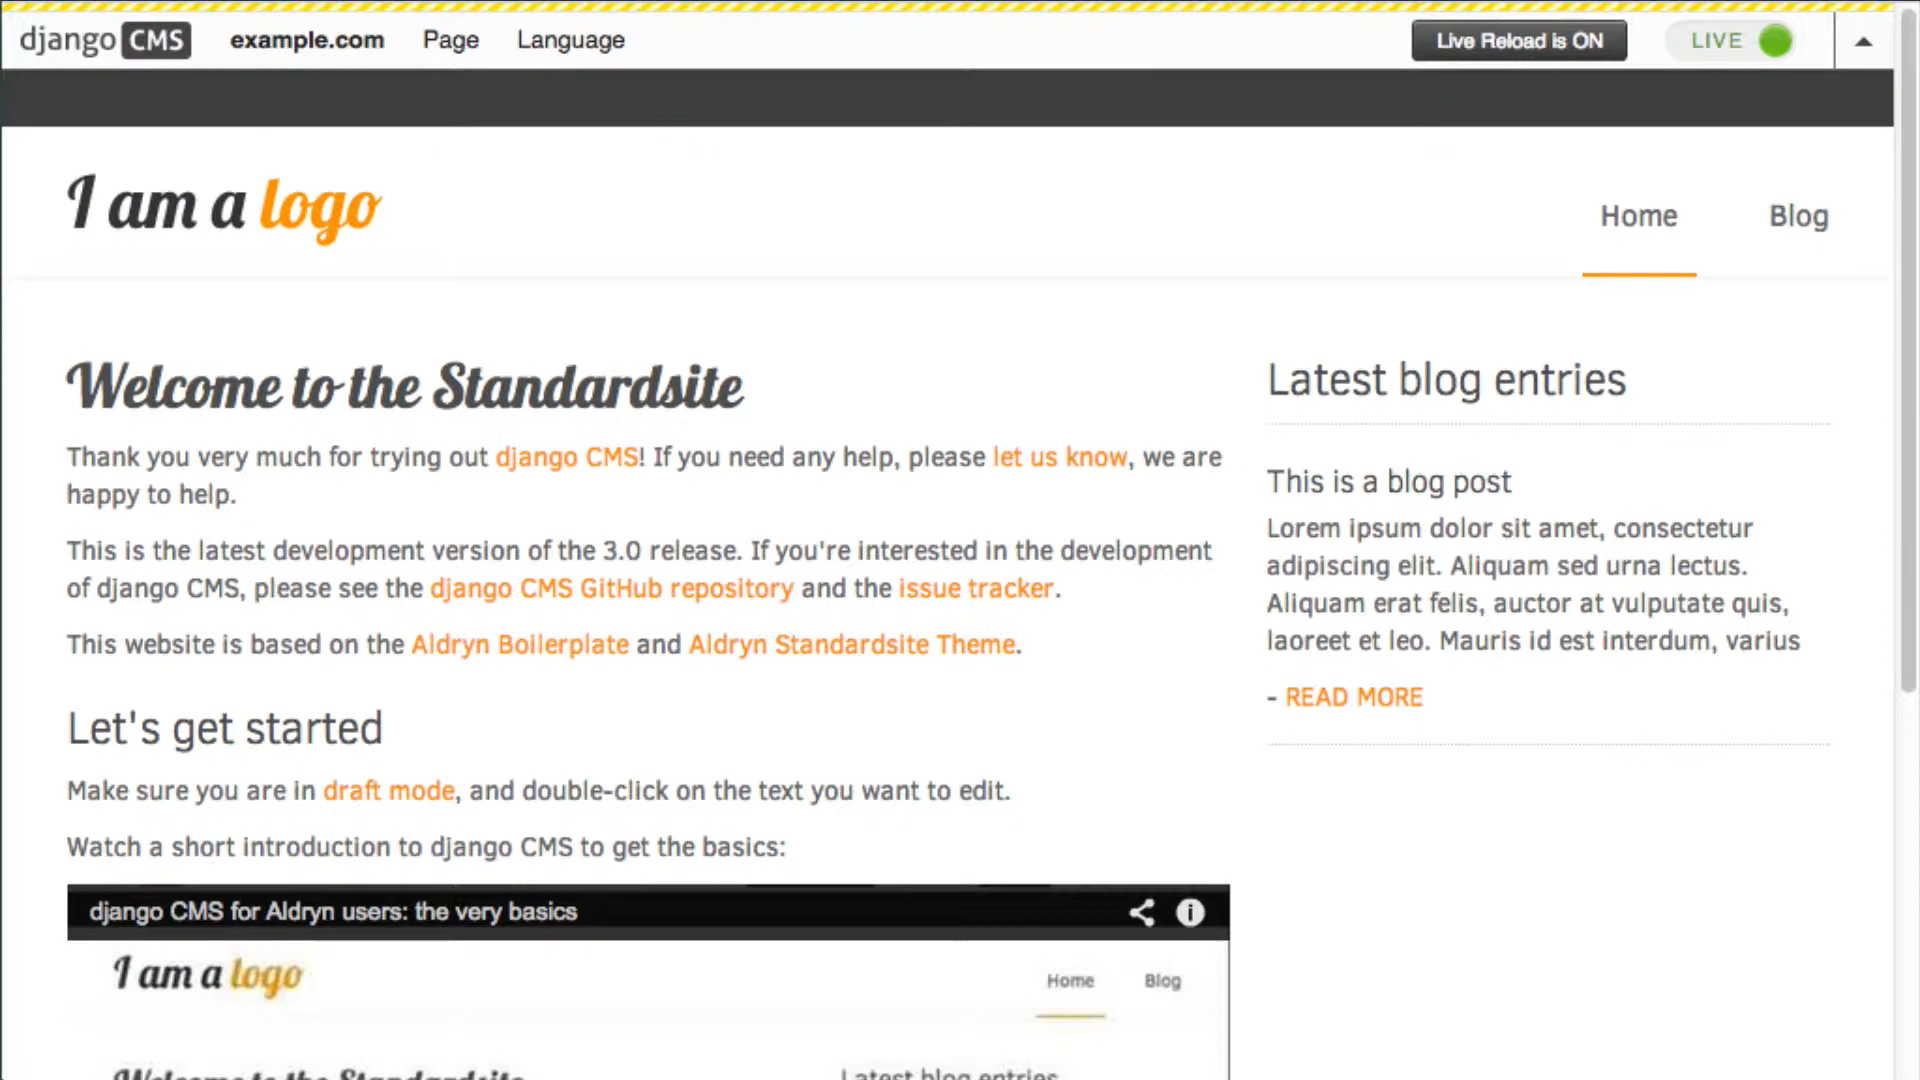 django CMS example.com Page Language Live Reload is ON LIVE
I am a logo
Home Blog
Welcome to the Standardsite
Thank you very much for trying out django CMS! If you need any help, please let us know, we are
happy to help.
This is the latest development version of the 3.0 release. If you're interested in the development
of django CMS, please see the django CMS GitHub repository and the issue tracker.
This website is based on the Aldryn Boilerplate and Aldryn Standardsite Theme.
Let's get started
Make sure you are in draft mode, and double-click on the text you want to edit.
Watch a short introduction to django CMS to get the basics:
django CMS for Aldryn users: the very basics
I am a logo
Home Blog
Welcome to the Standardsite
Latest blog entries
Latest blog entries
This is a blog post
Lorem ipsum dolor sit amet, consectetur
adipiscing elit. Aliquam sed urna lectus.
Aliquam erat felis, auctor at vulputate quis,
laoreet et leo. Mauris id est interdum, varius
- READ MORE